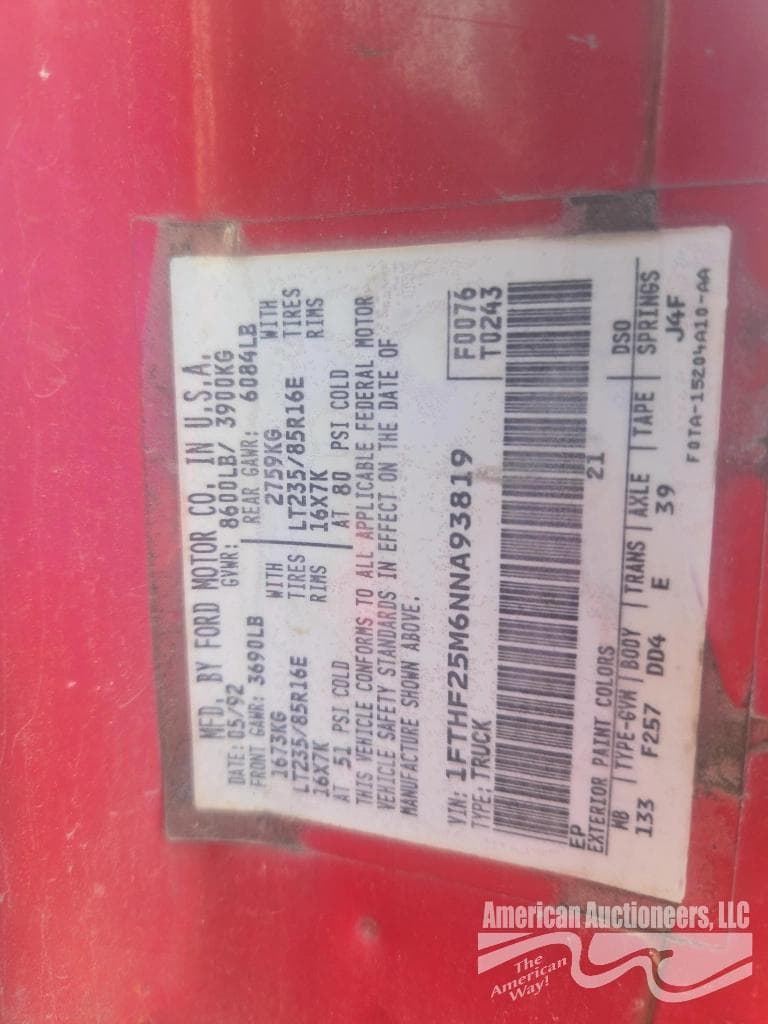 MFD. BY FORD MOTOR CO. IN U.S.A.
DATE: 05/92 GVWR: 8600LB/ 3900KG
FRONT GAWR: 3690LB REAR GAWR: 6084LB
1673KG WITH 2759KG WITH
LT235/85R16E TIRES LT235/85R16E TIRES
16X7K RIMS 16X7K RIMS
AT 51 PSI COLD AT 80 PSI COLD
THIS VEHICLE CONFORMS TO ALL APPLICABLE FEDERAL MOTOR
VEHICLE SAFETY STANDARDS IN EFFECT ON THE DATE OF
MANUFACTURE SHOWN ABOVE.
VIN: 1FTHF25M6NNA93819 F0076
TYPE: TRUCK T0243
EP 21
EXTERIOR PAINT COLORS DSO
WB TYPE-GVM BODY TRANS AXLE TAPE SPRINGS
133 F257 DD4 E 39 J4F
F0TA-15204A10-AA
American Auctioneers, LLC
The
American
Way!